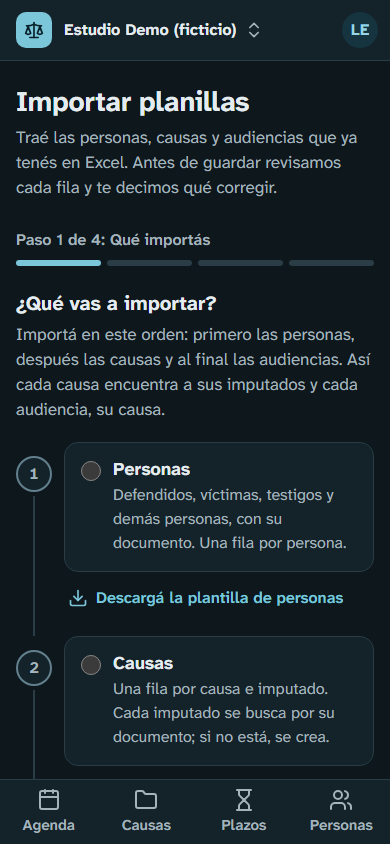 Estudio Demo (ficticio)
LE
Importar planillas
Traé las personas, causas y audiencias que ya
tenés en Excel. Antes de guardar revisamos
cada fila y te decimos qué corregir.
Paso 1 de 4: Qué importás
¿Qué vas a importar?
Importá en este orden: primero las personas,
después las causas y al final las audiencias. Así
cada causa encuentra a sus imputados y cada
audiencia, su causa.
1
Personas
Defendidos, víctimas, testigos y
demás personas, con su
documento. Una fila por persona.
Descargá la plantilla de personas
2
Causas
Una fila por causa e imputado.
Cada imputado se busca por su
documento; si no está, se crea.
Agenda
Causas
Plazos
Personas